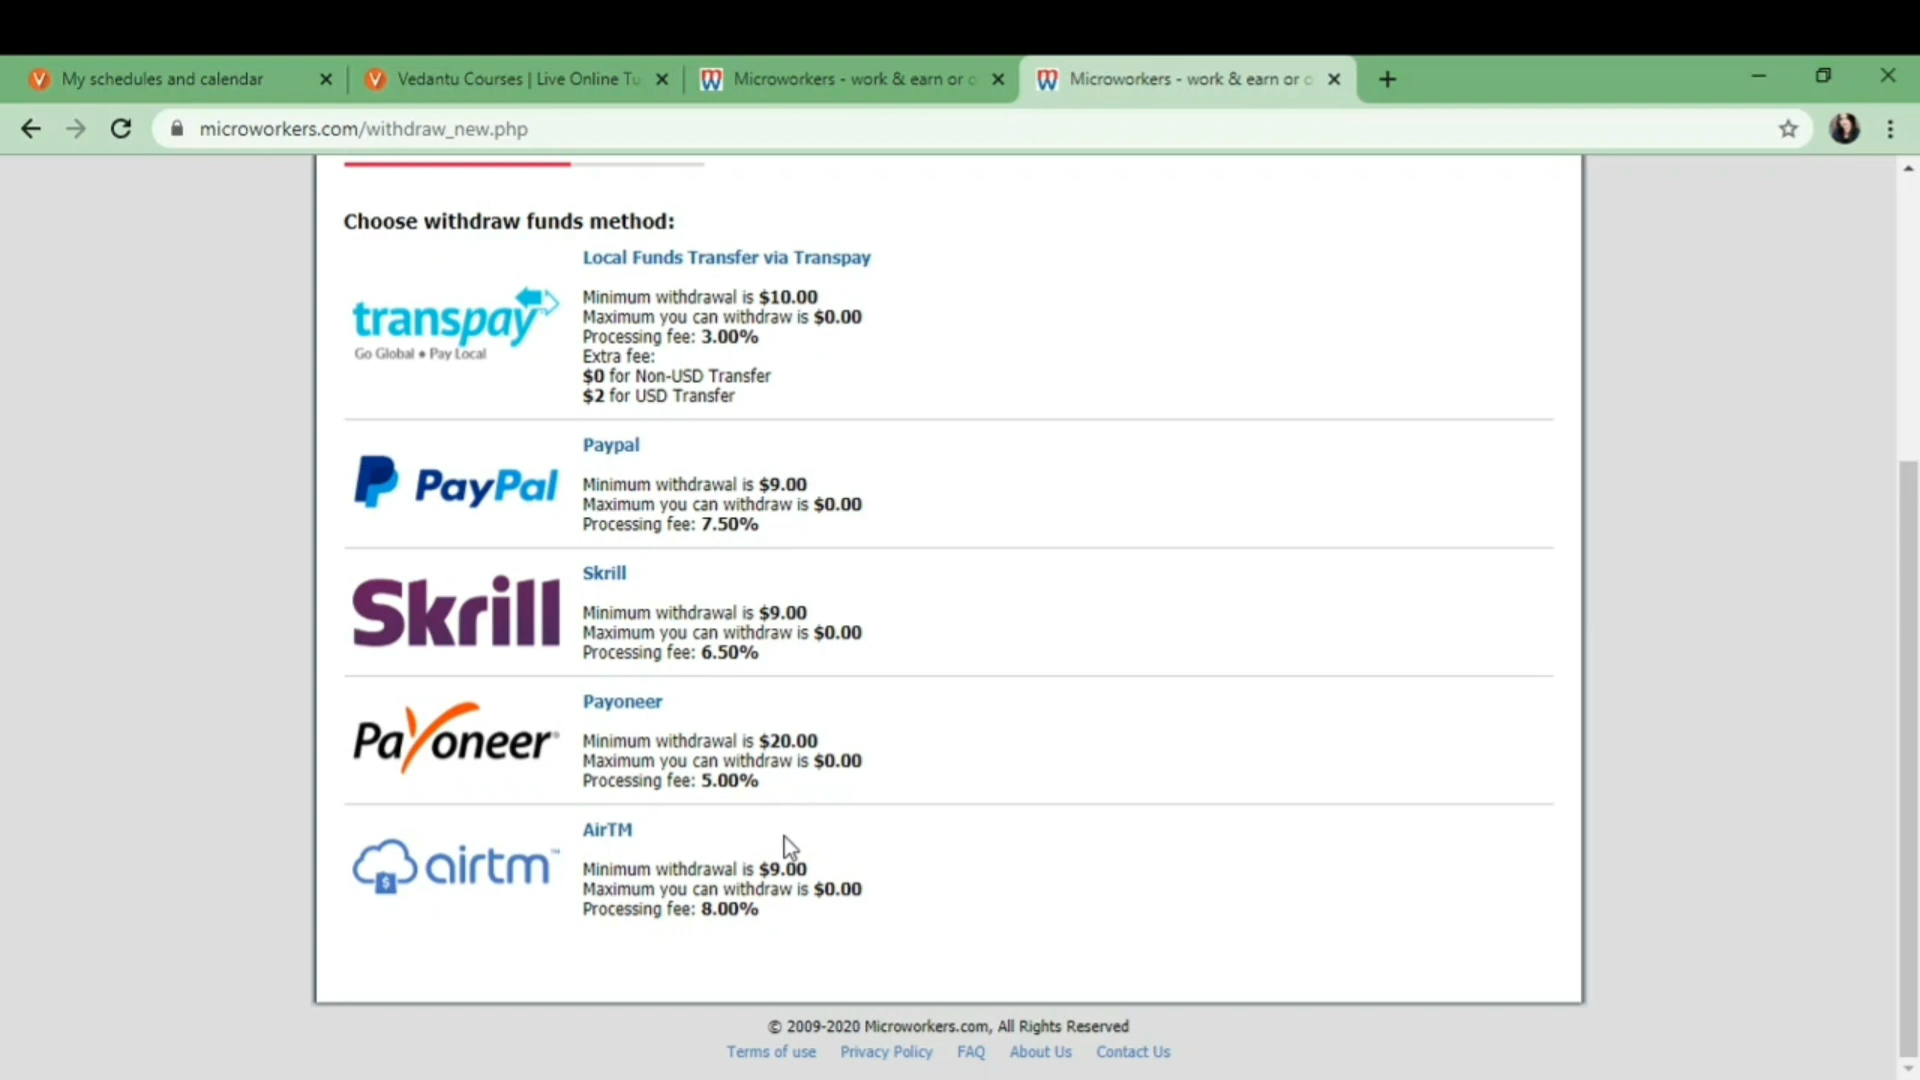 My schedules and calendar
Vedantu Courses | Live Online Tu
Microworkers - work & earn or o
Microworkers - work & earn or o
microworkers.com/withdraw_new.php
Choose withdraw funds method:
Local Funds Transfer via Transpay
transpay
Go Global • Pay Local
Minimum withdrawal is $10.00
Maximum you can withdraw is $0.00
Processing fee: 3.00%
Extra fee:
$0 for Non-USD Transfer
$2 for USD Transfer
Paypal
PayPal
Minimum withdrawal is $9.00
Maximum you can withdraw is $0.00
Processing fee: 7.50%
Skrill
Skrill
Minimum withdrawal is $9.00
Maximum you can withdraw is $0.00
Processing fee: 6.50%
Payoneer
Payoneer
Minimum withdrawal is $20.00
Maximum you can withdraw is $0.00
Processing fee: 5.00%
AirTM
airtm™
Minimum withdrawal is $9.00
Maximum you can withdraw is $0.00
Processing fee: 8.00%
© 2009-2020 Microworkers.com, All Rights Reserved
Terms of use Privacy Policy FAQ About Us Contact Us